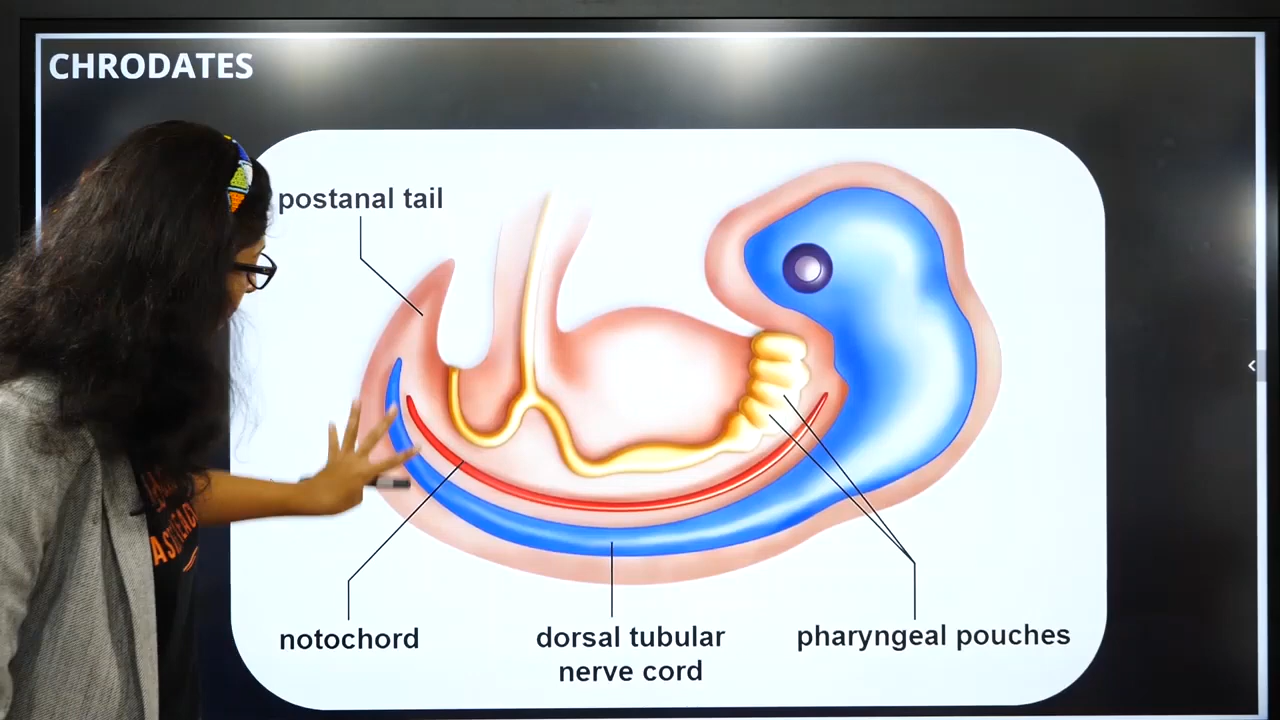 CHRODATES
postanal tail
notochord
dorsal tubular
nerve cord
pharyngeal pouches